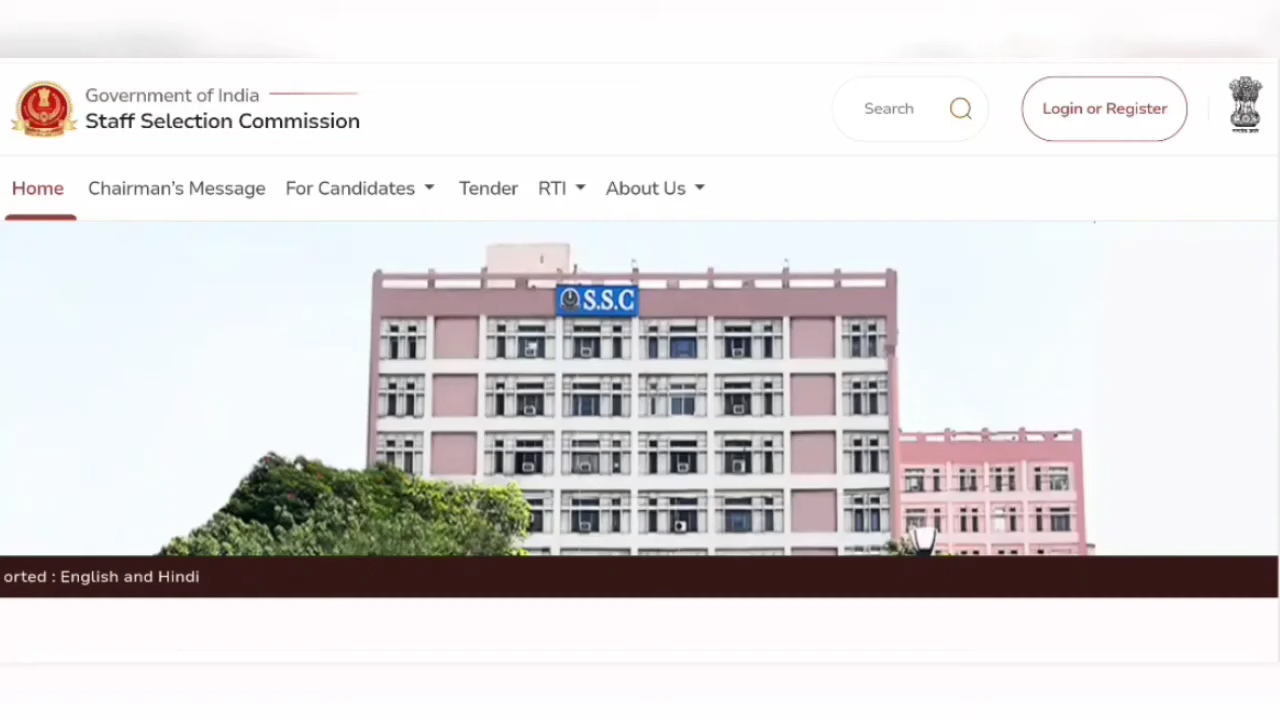 Government of India
Staff Selection Commission
Search
Login or Register
Home
Chairman's Message
For Candidates
Tender
RTI
About Us
S.S.C
orted : English and Hindi